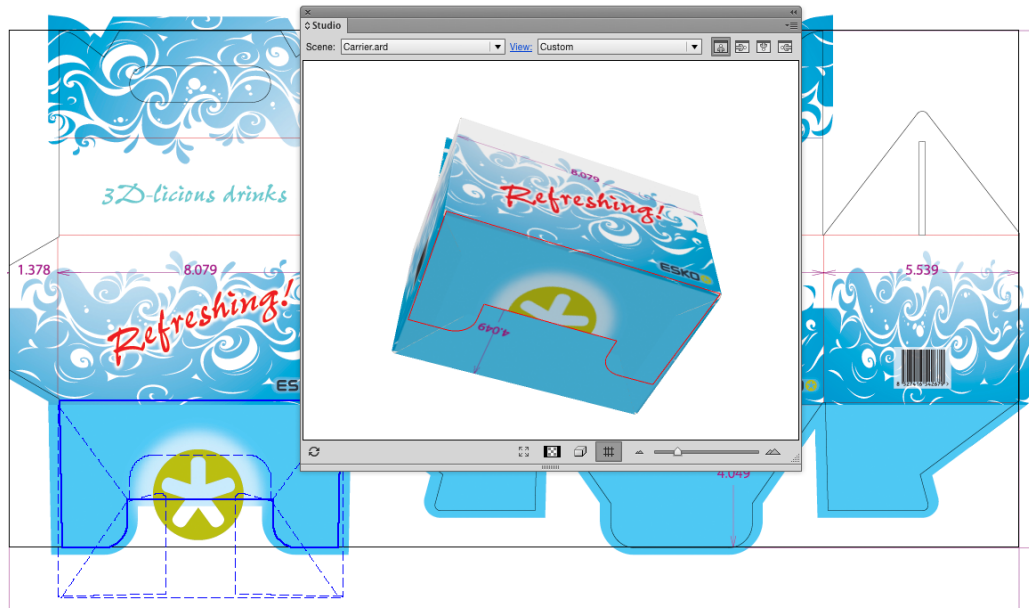 Studio
Scene: Carrier.ard View: Custom
8.079
Refreshing!
ESKO
4.049
3D-licious drinks
1.378
8.079
5.539
Refreshing!
4.049